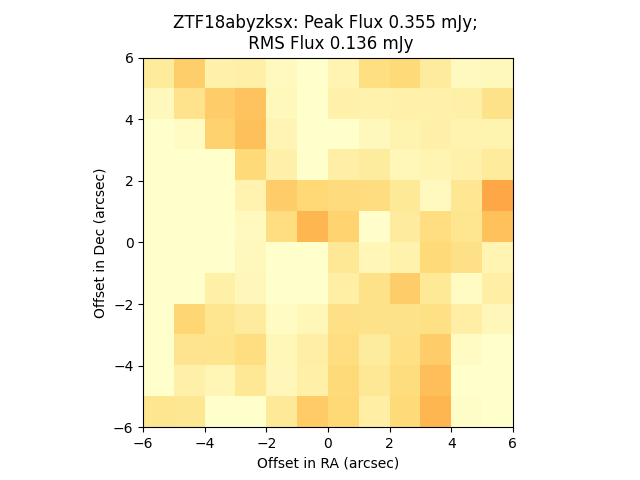 ZTF18abyzksx: Peak Flux 0.355 mJy;
RMS Flux 0.136 mJy
6
4
2
0
−2
−4
−6
Offset in Dec (arcsec)
−6 −4 −2 0 2 4 6
Offset in RA (arcsec)